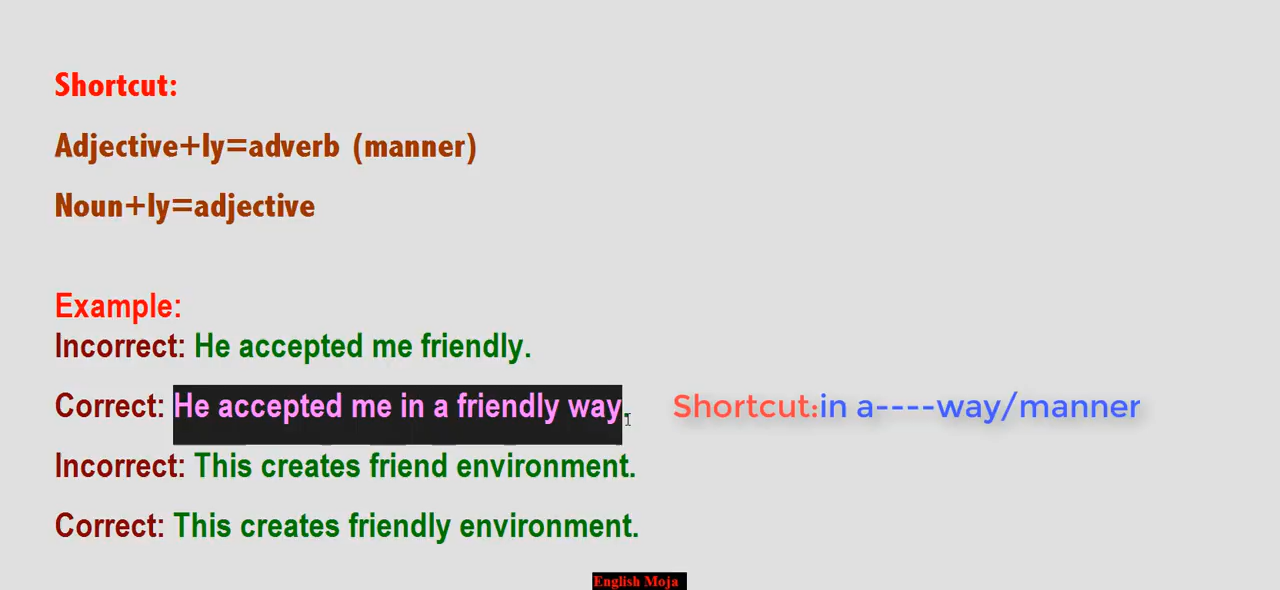 Shortcut:
Adjective+ly=adverb (manner)
Noun+ly=adjective
Example:
Incorrect: He accepted me friendly.
Correct: He accepted me in a friendly way. Shortcut:in a----way/manner
Incorrect: This creates friend environment.
Correct: This creates friendly environment.
English Moja